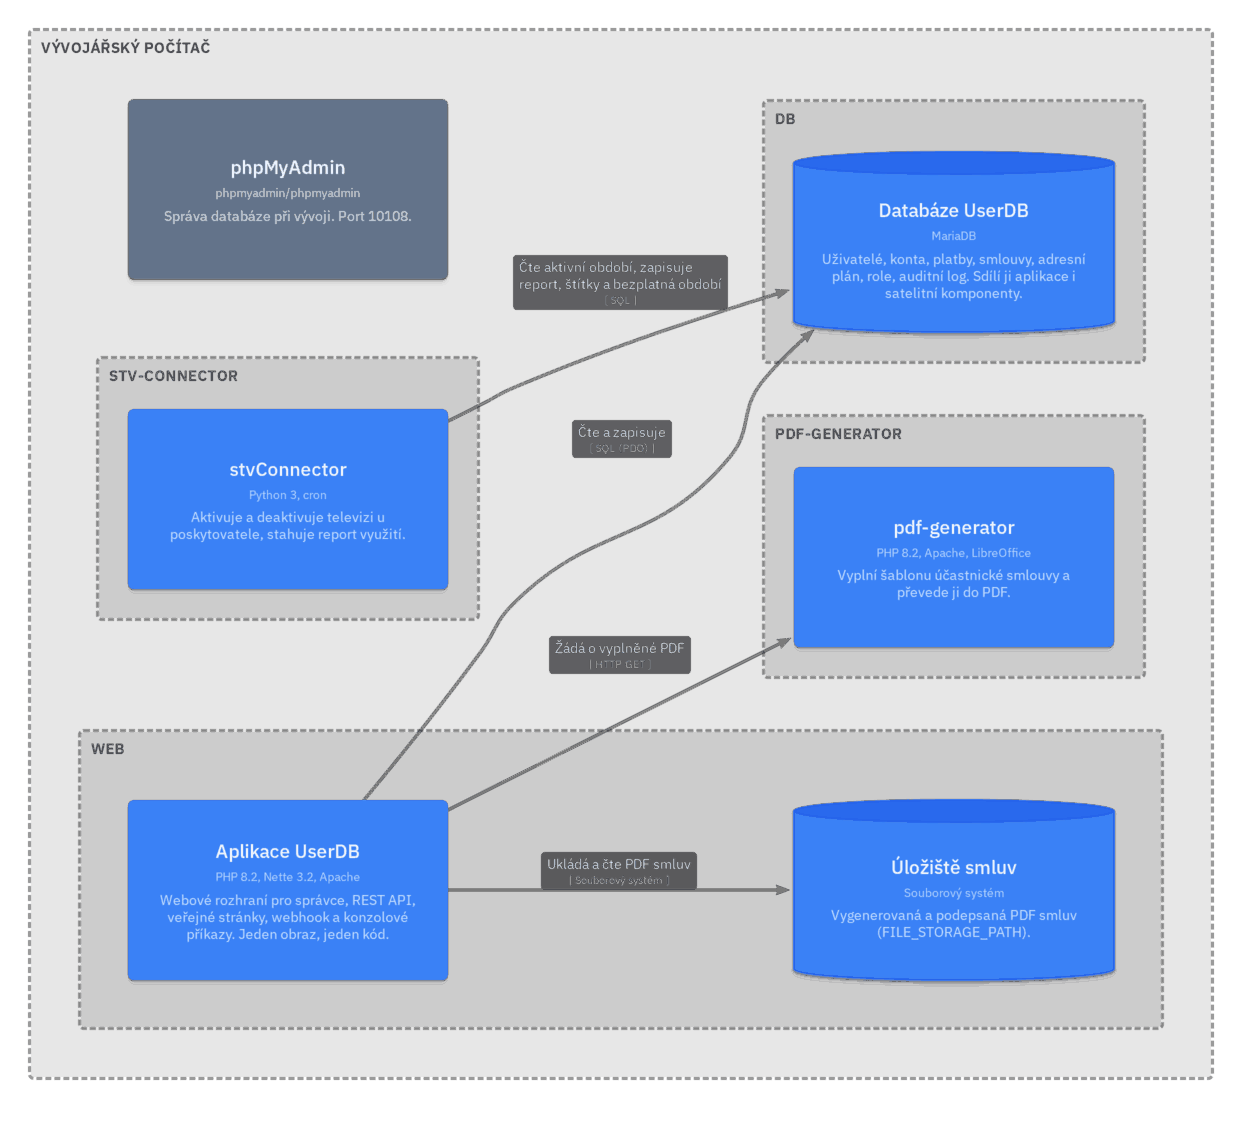 VÝVOJÁŘSKÝ POČÍTAČ
phpMyAdmin
phpmyadmin/phpmyadmin
Správa databáze při vývoji. Port 10108.
DB
Databáze UserDB
MariaDB
Uživatelé, konta, platby, smlouvy, adresní
plán, role, auditní log. Sdílí ji aplikace i
satelitní komponenty.
Čte aktivní období, zapisuje
report, štítky a bezplatná období
[ SQL ]
STV-CONNECTOR
stvConnector
Python 3, cron
Aktivuje a deaktivuje televizi u
poskytovatele, stahuje report využití.
Čte a zapisuje
[ SQL (PDO) ]
PDF-GENERATOR
pdf-generator
PHP 8.2, Apache, LibreOffice
Vyplní šablonu účastnické smlouvy a
převede ji do PDF.
Žádá o vyplněné PDF
[ HTTP GET ]
WEB
Aplikace UserDB
PHP 8.2, Nette 3.2, Apache
Webové rozhraní pro správce, REST API,
veřejné stránky, webhook a konzolové
příkazy. Jeden obraz, jeden kód.
Ukládá a čte PDF smluv
[ Souborový systém ]
Úložiště smluv
Souborový systém
Vygenerovaná a podepsaná PDF smluv
(FILE_STORAGE_PATH).